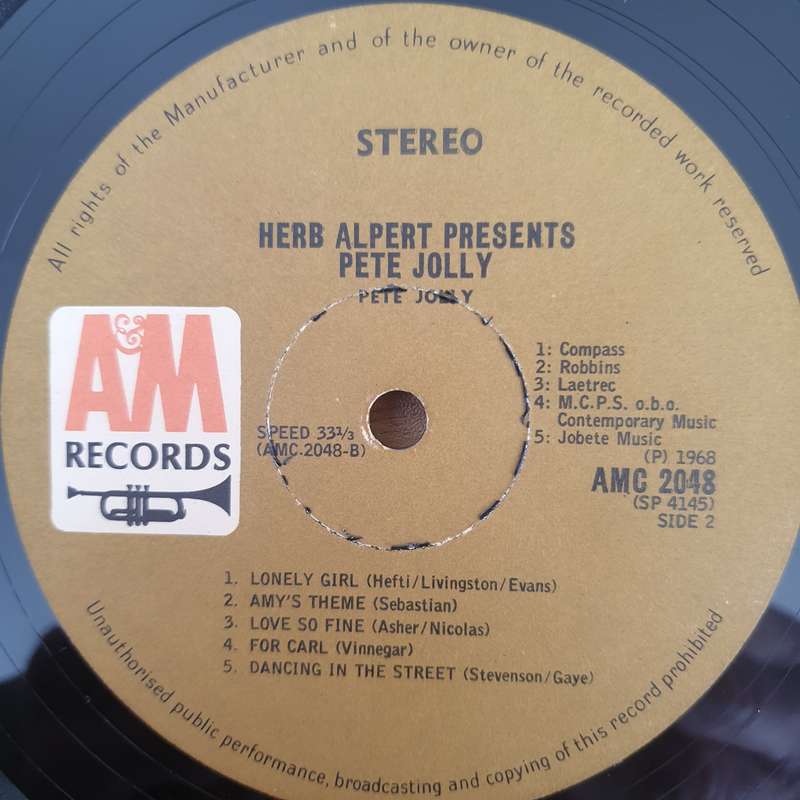 All rights of the Manufacturer and of the owner of the recorded work reserved
STEREO
HERB ALPERT PRESENTS
PETE JOLLY
PETE JOLLY
A&M
RECORDS
SPEED 33⅓
(AMC.2048-B)
1: Compass
2: Robbins
3: Laetrec
4: M.C.P.S. o.b.o.
Contemporary Music
5: Jobete Music
(P) 1968
AMC 2048
(SP 4145)
SIDE 2
1. LONELY GIRL (Hefti/Livingston/Evans)
2. AMY'S THEME (Sebastian)
3. LOVE SO FINE (Asher/Nicolas)
4. FOR CARL (Vinnegar)
5. DANCING IN THE STREET (Stevenson/Gaye)
Unauthorised public performance, broadcasting and copying of this record prohibited